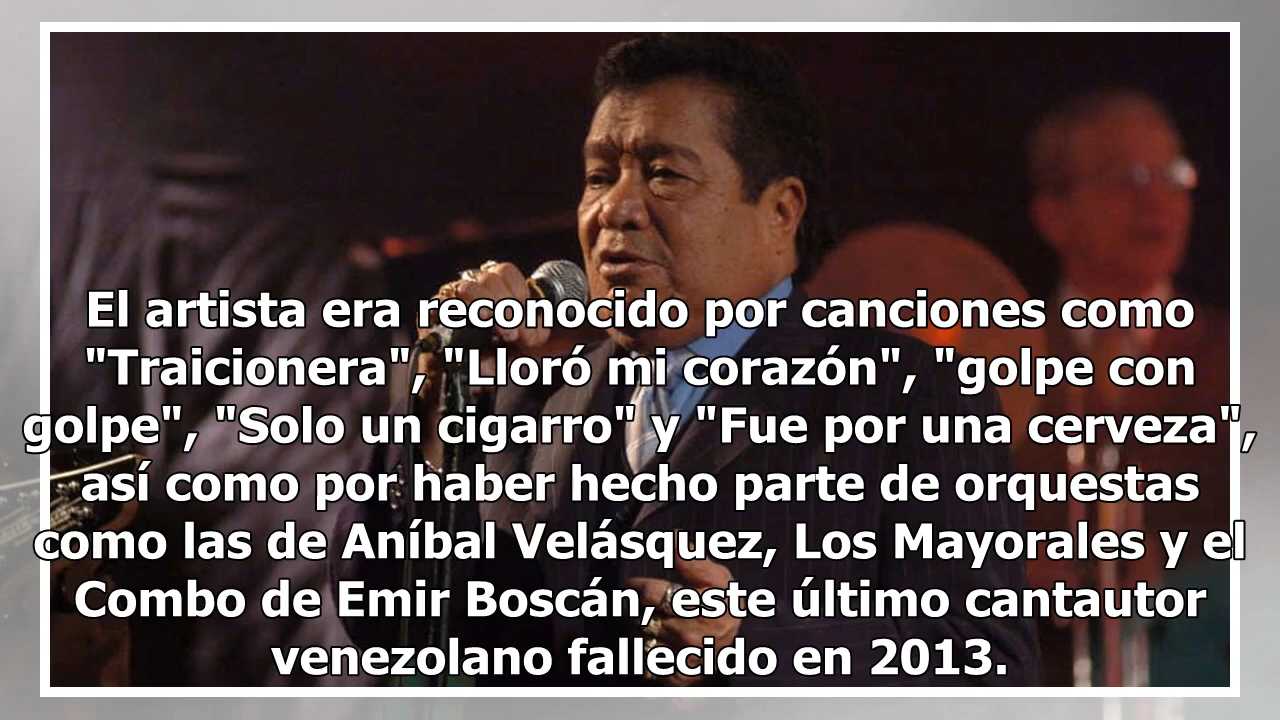 El artista era reconocido por canciones como
"Traicionera", "Lloró mi corazón", "golpe con
golpe", "Solo un cigarro" y "Fue por una cerveza",
así como por haber hecho parte de orquestas
como las de Aníbal Velásquez, Los Mayorales y el
Combo de Emir Boscán, este último cantautor
venezolano fallecido en 2013.